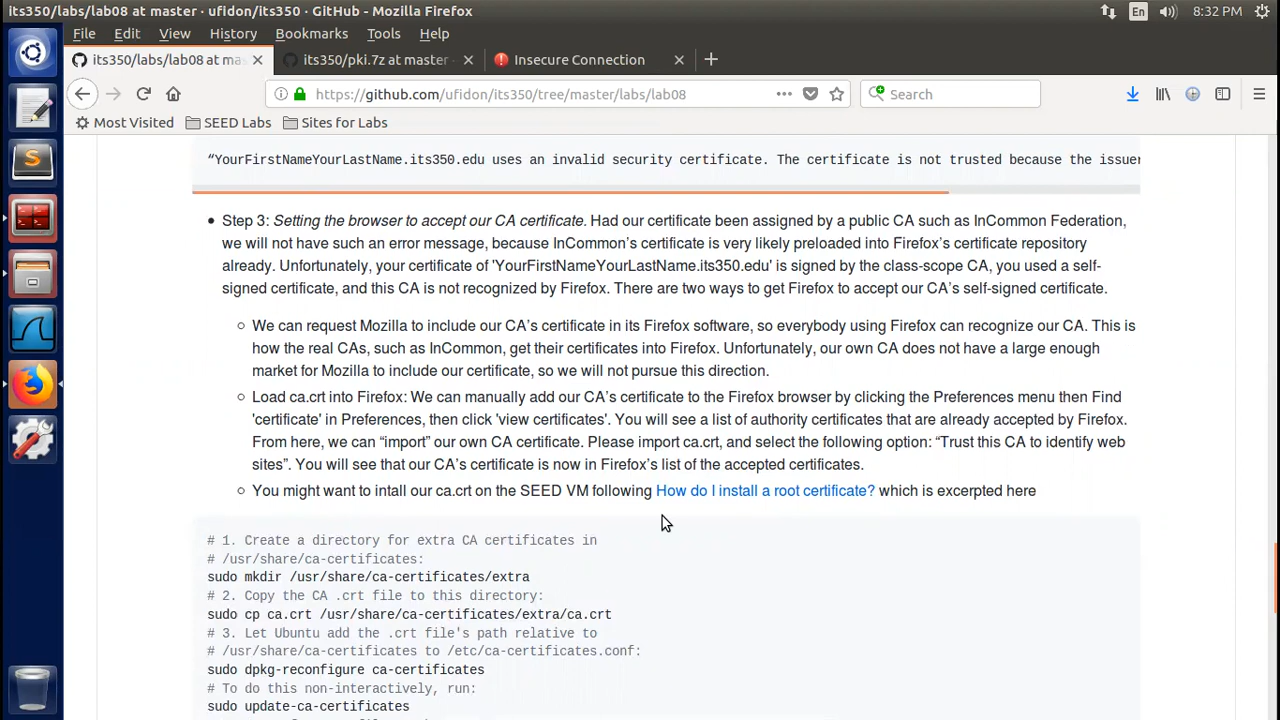 its350/labs/lab08 at master · ufidon/its350 · GitHub - Mozilla Firefox
En
8:32 PM
File Edit View History Bookmarks Tools Help
its350/labs/lab08 at mas
its350/pki.7z at master ·
Insecure Connection
https://github.com/ufidon/its350/tree/master/labs/lab08
Search
Most Visited
SEED Labs
Sites for Labs
“YourFirstNameYourLastName.its350.edu uses an invalid security certificate. The certificate is not trusted because the issuer
Step 3: Setting the browser to accept our CA certificate. Had our certificate been assigned by a public CA such as InCommon Federation,
we will not have such an error message, because InCommon’s certificate is very likely preloaded into Firefox’s certificate repository
already. Unfortunately, your certificate of 'YourFirstNameYourLastName.its350.edu' is signed by the class-scope CA, you used a self-
signed certificate, and this CA is not recognized by Firefox. There are two ways to get Firefox to accept our CA’s self-signed certificate.
We can request Mozilla to include our CA’s certificate in its Firefox software, so everybody using Firefox can recognize our CA. This is
how the real CAs, such as InCommon, get their certificates into Firefox. Unfortunately, our own CA does not have a large enough
market for Mozilla to include our certificate, so we will not pursue this direction.
Load ca.crt into Firefox: We can manually add our CA’s certificate to the Firefox browser by clicking the Preferences menu then Find
'certificate' in Preferences, then click 'view certificates'. You will see a list of authority certificates that are already accepted by Firefox.
From here, we can “import” our own CA certificate. Please import ca.crt, and select the following option: “Trust this CA to identify web
sites”. You will see that our CA’s certificate is now in Firefox’s list of the accepted certificates.
You might want to intall our ca.crt on the SEED VM following How do I install a root certificate? which is excerpted here
# 1. Create a directory for extra CA certificates in
# /usr/share/ca-certificates:
sudo mkdir /usr/share/ca-certificates/extra
# 2. Copy the CA .crt file to this directory:
sudo cp ca.crt /usr/share/ca-certificates/extra/ca.crt
# 3. Let Ubuntu add the .crt file's path relative to
# /usr/share/ca-certificates to /etc/ca-certificates.conf:
sudo dpkg-reconfigure ca-certificates
# To do this non-interactively, run:
sudo update-ca-certificates